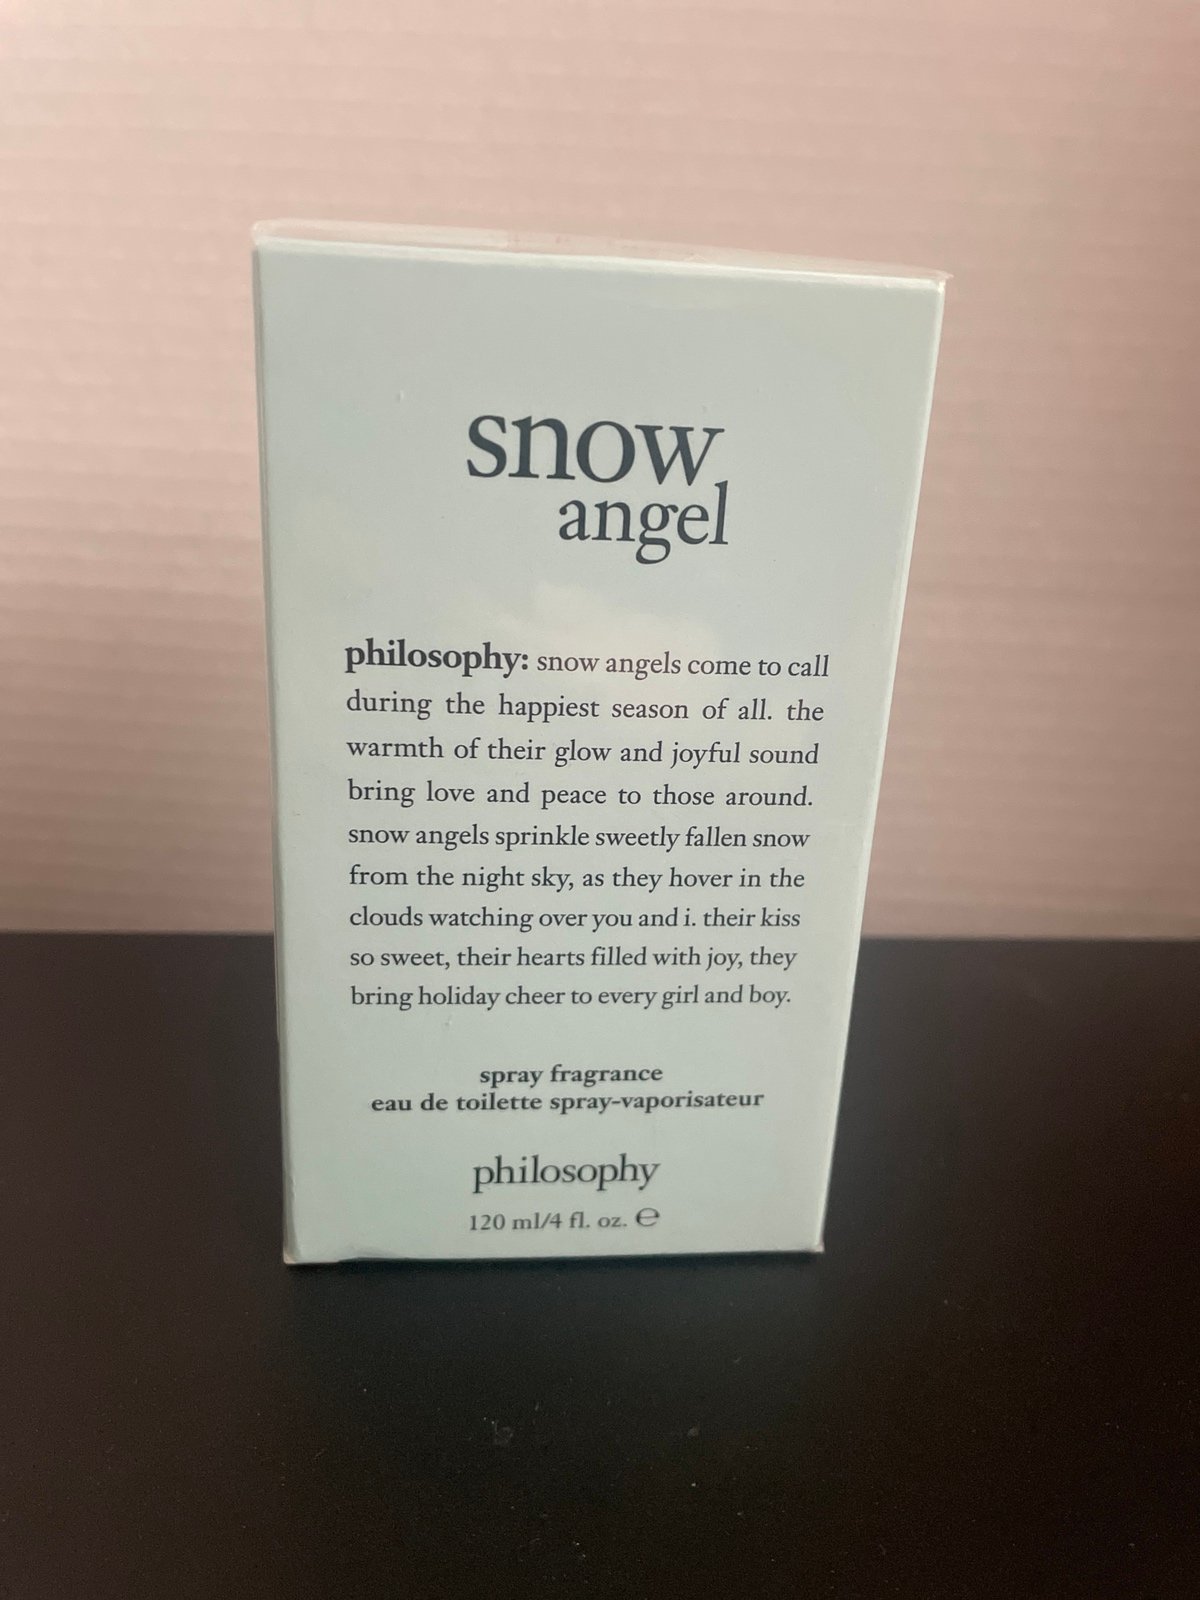 snow
angel
philosophy: snow angels come to call
during the happiest season of all. the
warmth of their glow and joyful sound
bring love and peace to those around.
snow angels sprinkle sweetly fallen snow
from the night sky, as they hover in the
clouds watching over you and i. their kiss
so sweet, their hearts filled with joy, they
bring holiday cheer to every girl and boy.
spray fragrance
eau de toilette spray-vaporisateur
philosophy
120 ml/4 fl. oz. ℮